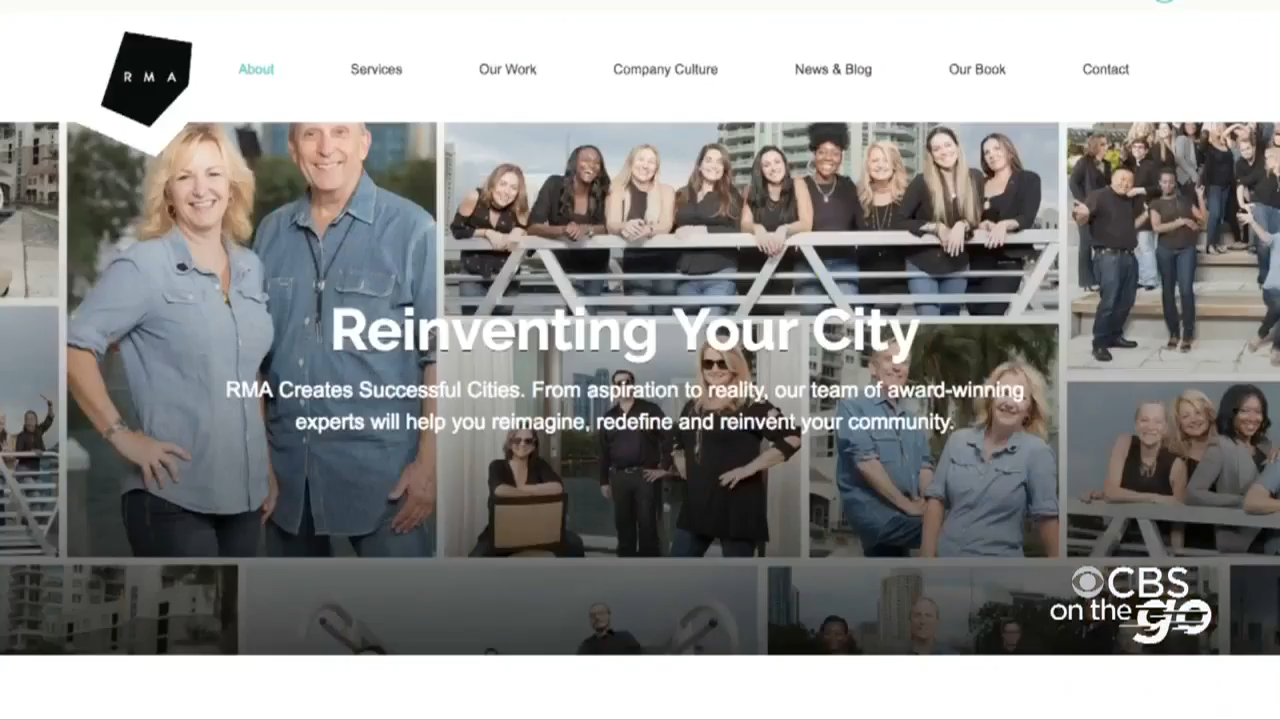 R M A
About
Services
Our Work
Company Culture
News & Blog
Our Book
Contact
Reinventing Your City
RMA Creates Successful Cities. From aspiration to reality, our team of award-winning
experts will help you reimagine, redefine and reinvent your community.
CBS
on the go